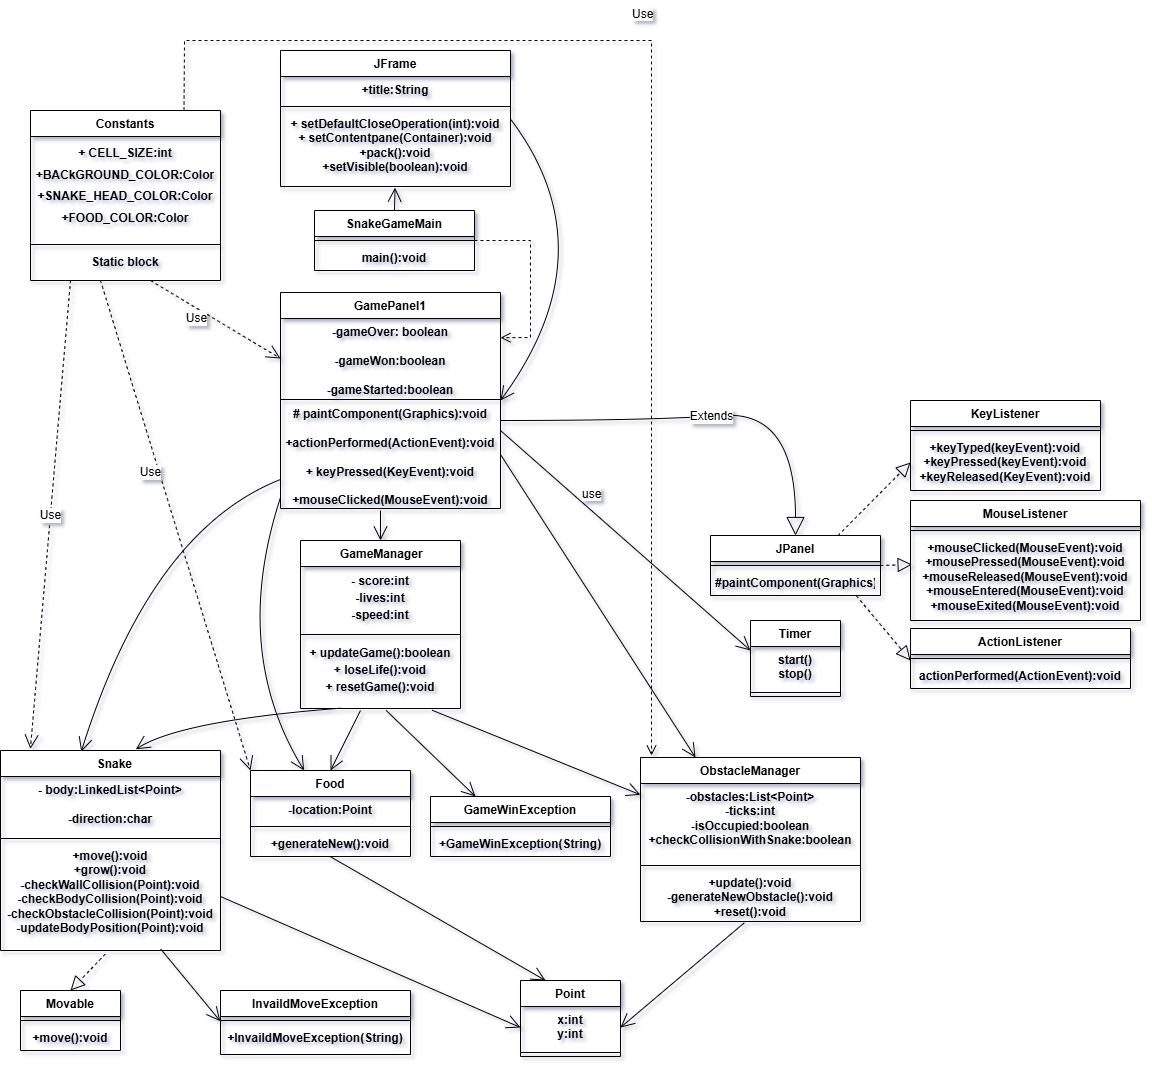 Use
JFrame
+title:String
+ setDefaultCloseOperation(int):void
+ setContentpane(Container):void
+pack():void
+setVisible(boolean):void
Constants
+ CELL_SIZE:int
+BACkGROUND_COLOR:Color
+SNAKE_HEAD_COLOR:Color
+FOOD_COLOR:Color
Static block
SnakeGameMain
main():void
Use
GamePanel1
-gameOver: boolean
-gameWon:boolean
-gameStarted:boolean
# paintComponent(Graphics):void
+actionPerformed(ActionEvent):void
+ keyPressed(KeyEvent):void
+mouseClicked(MouseEvent):void
Extends
KeyListener
+keyTyped(keyEvent):void
+keyPressed(keyEvent):void
+keyReleased(KeyEvent):void
Use
use
Use
MouseListener
+mouseClicked(MouseEvent):void
+mousePressed(MouseEvent):void
+mouseReleased(MouseEvent):void
+mouseEntered(MouseEvent):void
+mouseExited(MouseEvent):void
JPanel
#paintComponent(Graphics)
GameManager
- score:int
-lives:int
-speed:int
+ updateGame():boolean
+ loseLife():void
+ resetGame():void
Timer
start()
stop()
ActionListener
actionPerformed(ActionEvent):void
Snake
- body:LinkedList<Point>
-direction:char
+move():void
+grow():void
-checkWallCollision(Point):void
-checkBodyCollision(Point):void
-checkObstacleCollision(Point):void
-updateBodyPosition(Point):void
Food
-location:Point
+generateNew():void
GameWinException
+GameWinException(String)
ObstacleManager
-obstacles:List<Point>
-ticks:int
-isOccupied:boolean
+checkCollisionWithSnake:boolean
+update():void
-generateNewObstacle():void
+reset():void
Movable
+move():void
InvaildMoveException
+InvaildMoveException(String)
Point
x:int
y:int